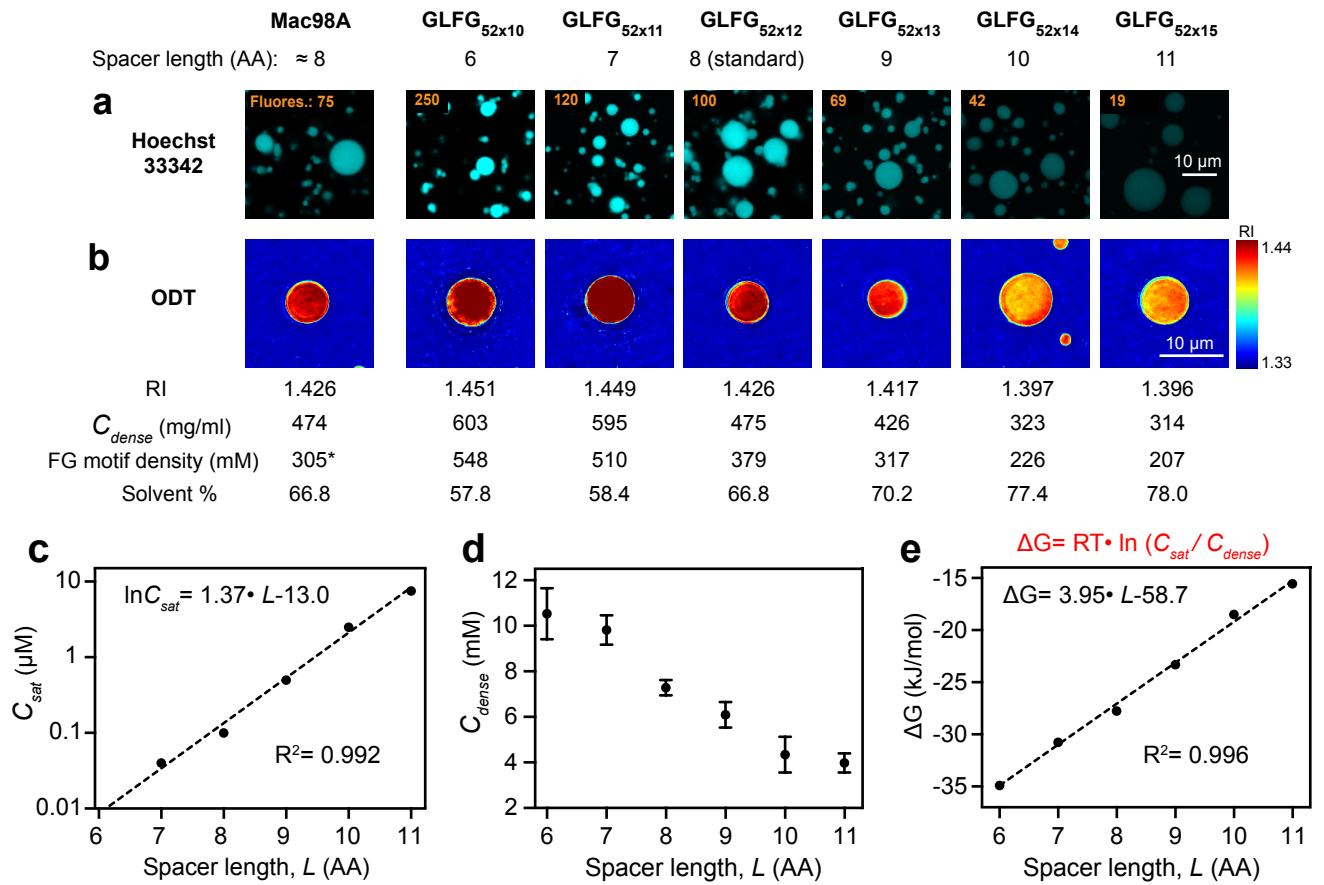 Mac98A GLFG52x10 GLFG52x11 GLFG52x12 GLFG52x13 GLFG52x14 GLFG52x15
Spacer length (AA): ≈ 8 6 7 8 (standard) 9 10 11
a
Hoechst
33342
Fluores.: 75 250 120 100 69 42 19
10 µm
b
ODT
RI
1.44
1.33
10 µm
RI 1.426 1.451 1.449 1.426 1.417 1.397 1.396
Cdense (mg/ml) 474 603 595 475 426 323 314
FG motif density (mM) 305* 548 510 379 317 226 207
Solvent % 66.8 57.8 58.4 66.8 70.2 77.4 78.0
c
lnCsat= 1.37• L-13.0
R²= 0.992
Csat (µM)
10
1
0.1
0.01
6 7 8 9 10 11
Spacer length, L (AA)
d
Cdense (mM)
12
10
8
6
4
2
6 7 8 9 10 11
Spacer length, L (AA)
e
ΔG= RT• ln (Csat/ Cdense)
ΔG= 3.95• L-58.7
R²= 0.996
ΔG (kJ/mol)
-15
-20
-25
-30
-35
6 7 8 9 10 11
Spacer length, L (AA)